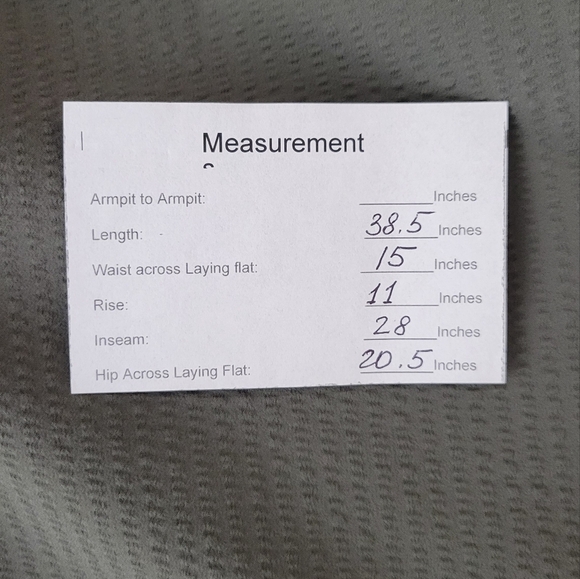 Measurement
s
Armpit to Armpit: ______ Inches
Length: - 38.5 Inches
Waist across Laying flat: 15 Inches
Rise: 11 Inches
Inseam: 28 Inches
Hip Across Laying Flat: 20.5 Inches